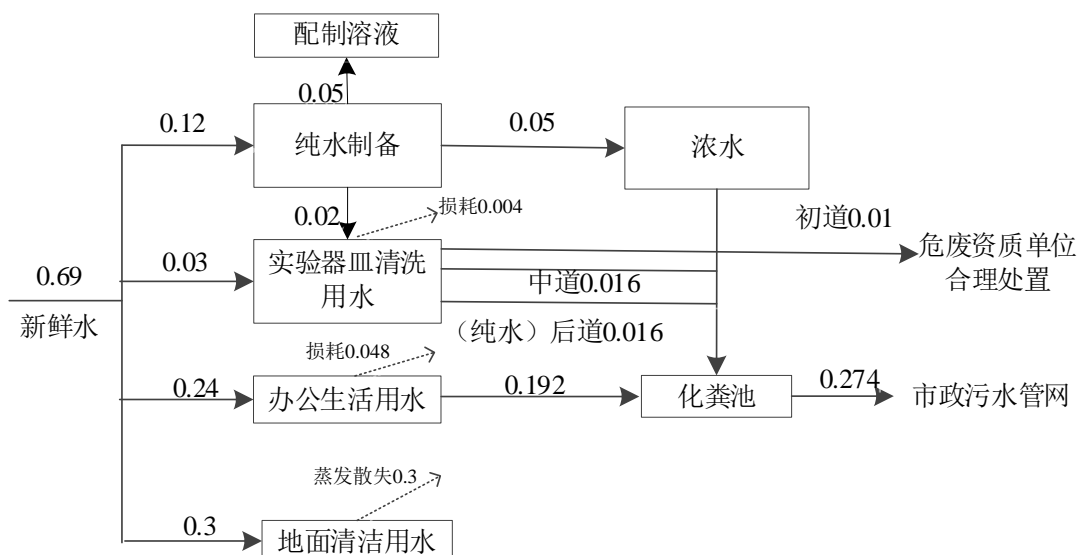 配制溶液
0.05
0.12
纯水制备
0.05
浓水
0.02
损耗0.004
初道0.01
0.69
新鲜水
0.03
实验器皿清洗
用水
中道0.016
危废资质单位
合理处置
（纯水）后道0.016
损耗0.048
0.24
办公生活用水
0.192
化粪池
0.274
市政污水管网
蒸发散失0.3
0.3
地面清洁用水